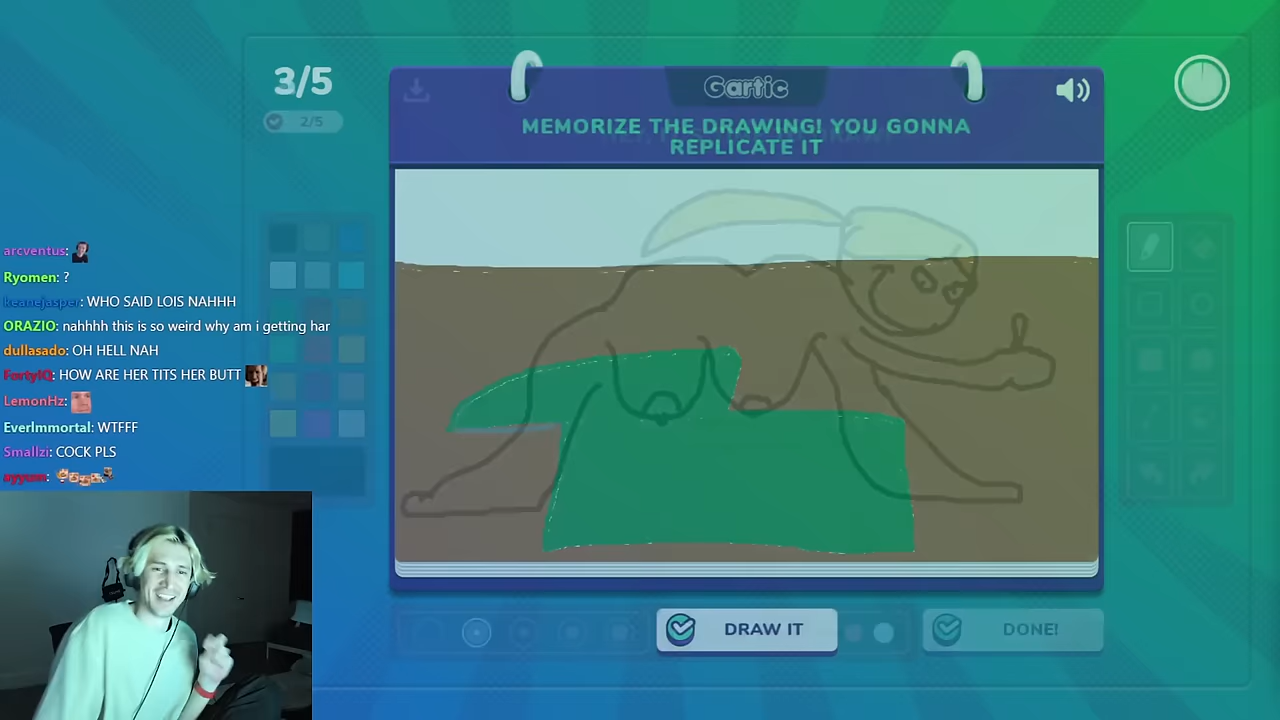 3/5
2/5
Gartic
MEMORIZE THE DRAWING! YOU GONNA
REPLICATE IT
arcventus:
Ryomen: ?
keanejasper: WHO SAID LOIS NAHHH
ORAZIO: nahhhh this is so weird why am i getting har
dullasado: OH HELL NAH
FortyIQ: HOW ARE HER TITS HER BUTT
LemonHz:
EverImmortal: WTFFF
Smallzi: COCK PLS
DRAW IT
DONE!